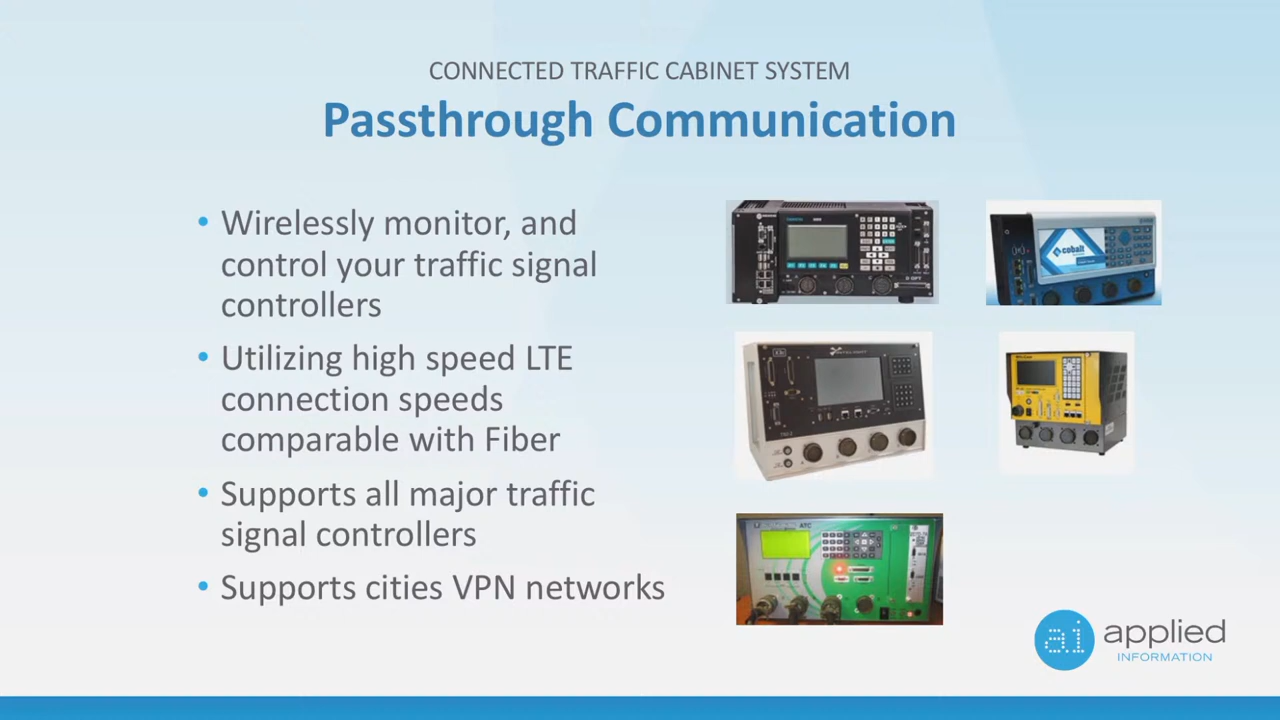 CONNECTED TRAFFIC CABINET SYSTEM
Passthrough Communication
• Wirelessly monitor, and
control your traffic signal
controllers
• Utilizing high speed LTE
connection speeds
comparable with Fiber
• Supports all major traffic
signal controllers
• Supports cities VPN networks
cobalt
ATC
ai applied
INFORMATION